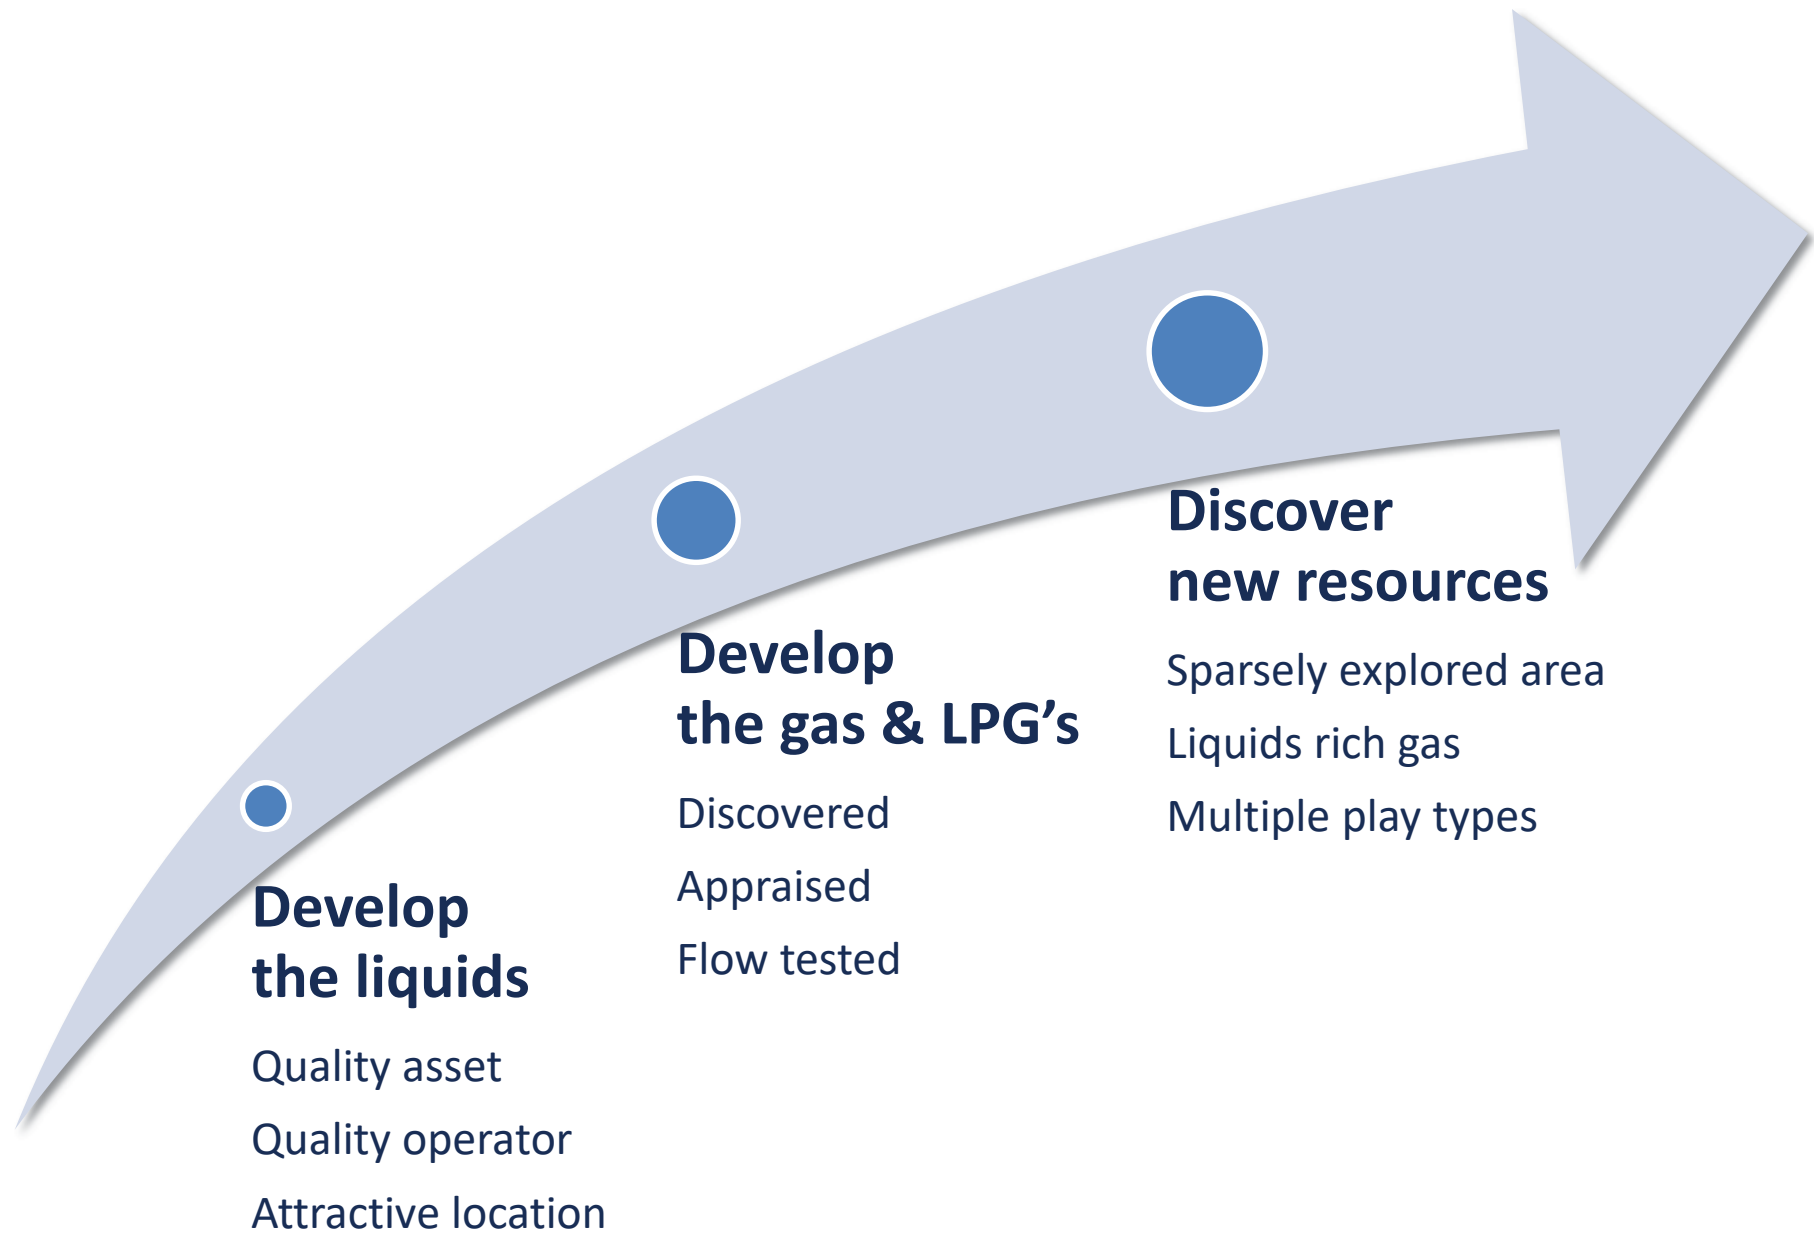 Develop
the liquids
Quality asset
Quality operator
Attractive location
Develop
the gas & LPG’s
Discovered
Appraised
Flow tested
Discover
new resources
Sparsely explored area
Liquids rich gas
Multiple play types